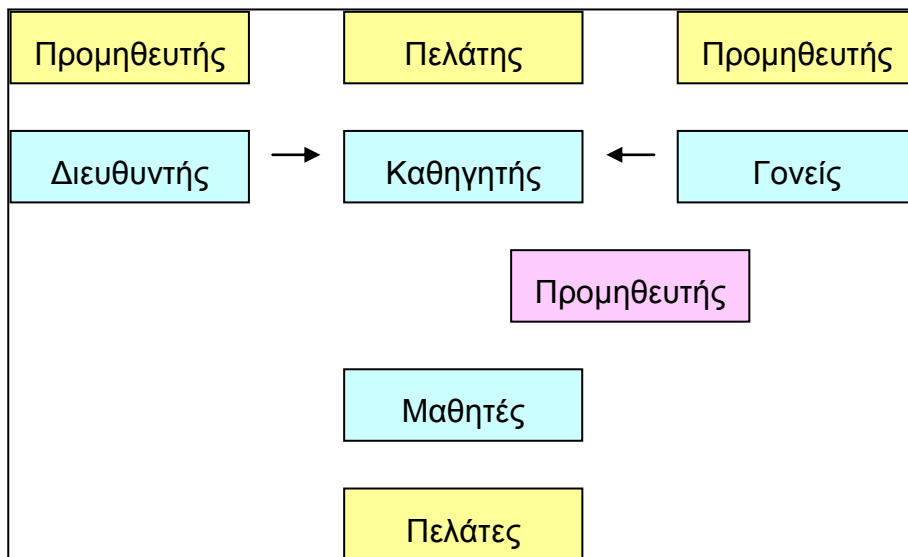 Προμηθευτής Πελάτης Προμηθευτής
Διευθυντής Καθηγητής Γονείς
Προμηθευτής
Μαθητές
Πελάτες